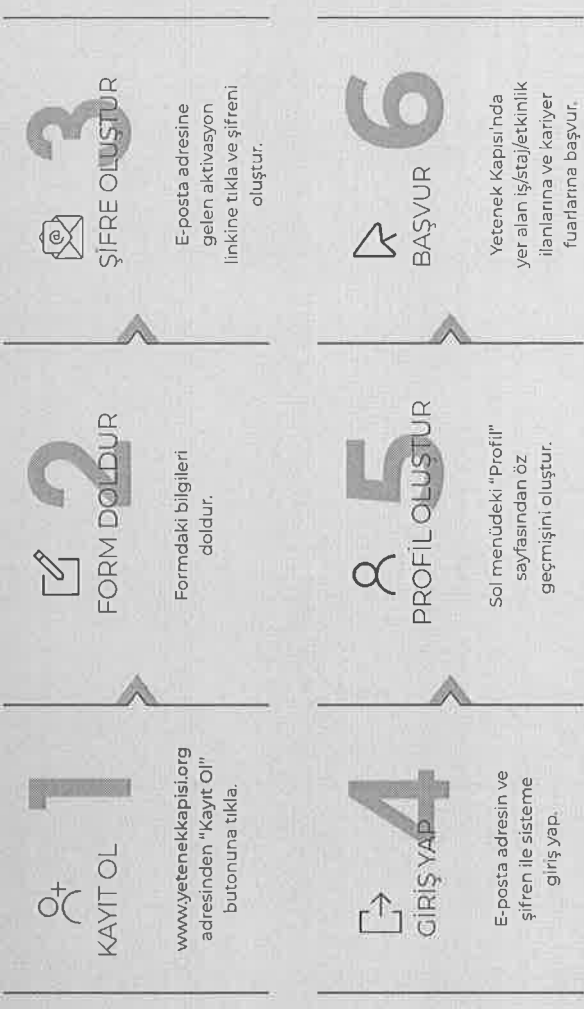 1
KAYIT OL
www.yetenekkapisi.org
adresinden "Kayıt Ol"
butonuna tıkla.
2
FORM DOLDUR
Formdaki bilgileri
doldur.
3
ŞİFRE OLUŞTUR
E-posta adresine
gelen aktivasyon
linkine tıkla ve şifreni
oluştur.
4
GİRİŞ YAP
E-posta adresin ve
şifren ile sisteme
giriş yap.
5
PROFİL OLUŞTUR
Sol menüdeki "Profil"
sayfasından öz
geçmişini oluştur.
6
BAŞVUR
Yetenek Kapısı'nda
yer alan iş/staj/etkinlik
ilanlarına ve kariyer
fuarlarına başvur.